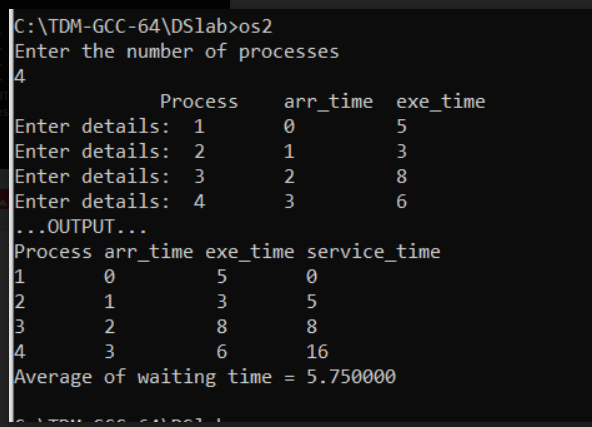 C:\TDM-GCC-64\DSlab>os2
Enter the number of processes
4
Process arr_time exe_time
Enter details: 1 0 5
Enter details: 2 1 3
Enter details: 3 2 8
Enter details: 4 3 6
...OUTPUT...
Process arr_time exe_time service_time
1 0 5 0
2 1 3 5
3 2 8 8
4 3 6 16
Average of waiting time = 5.750000